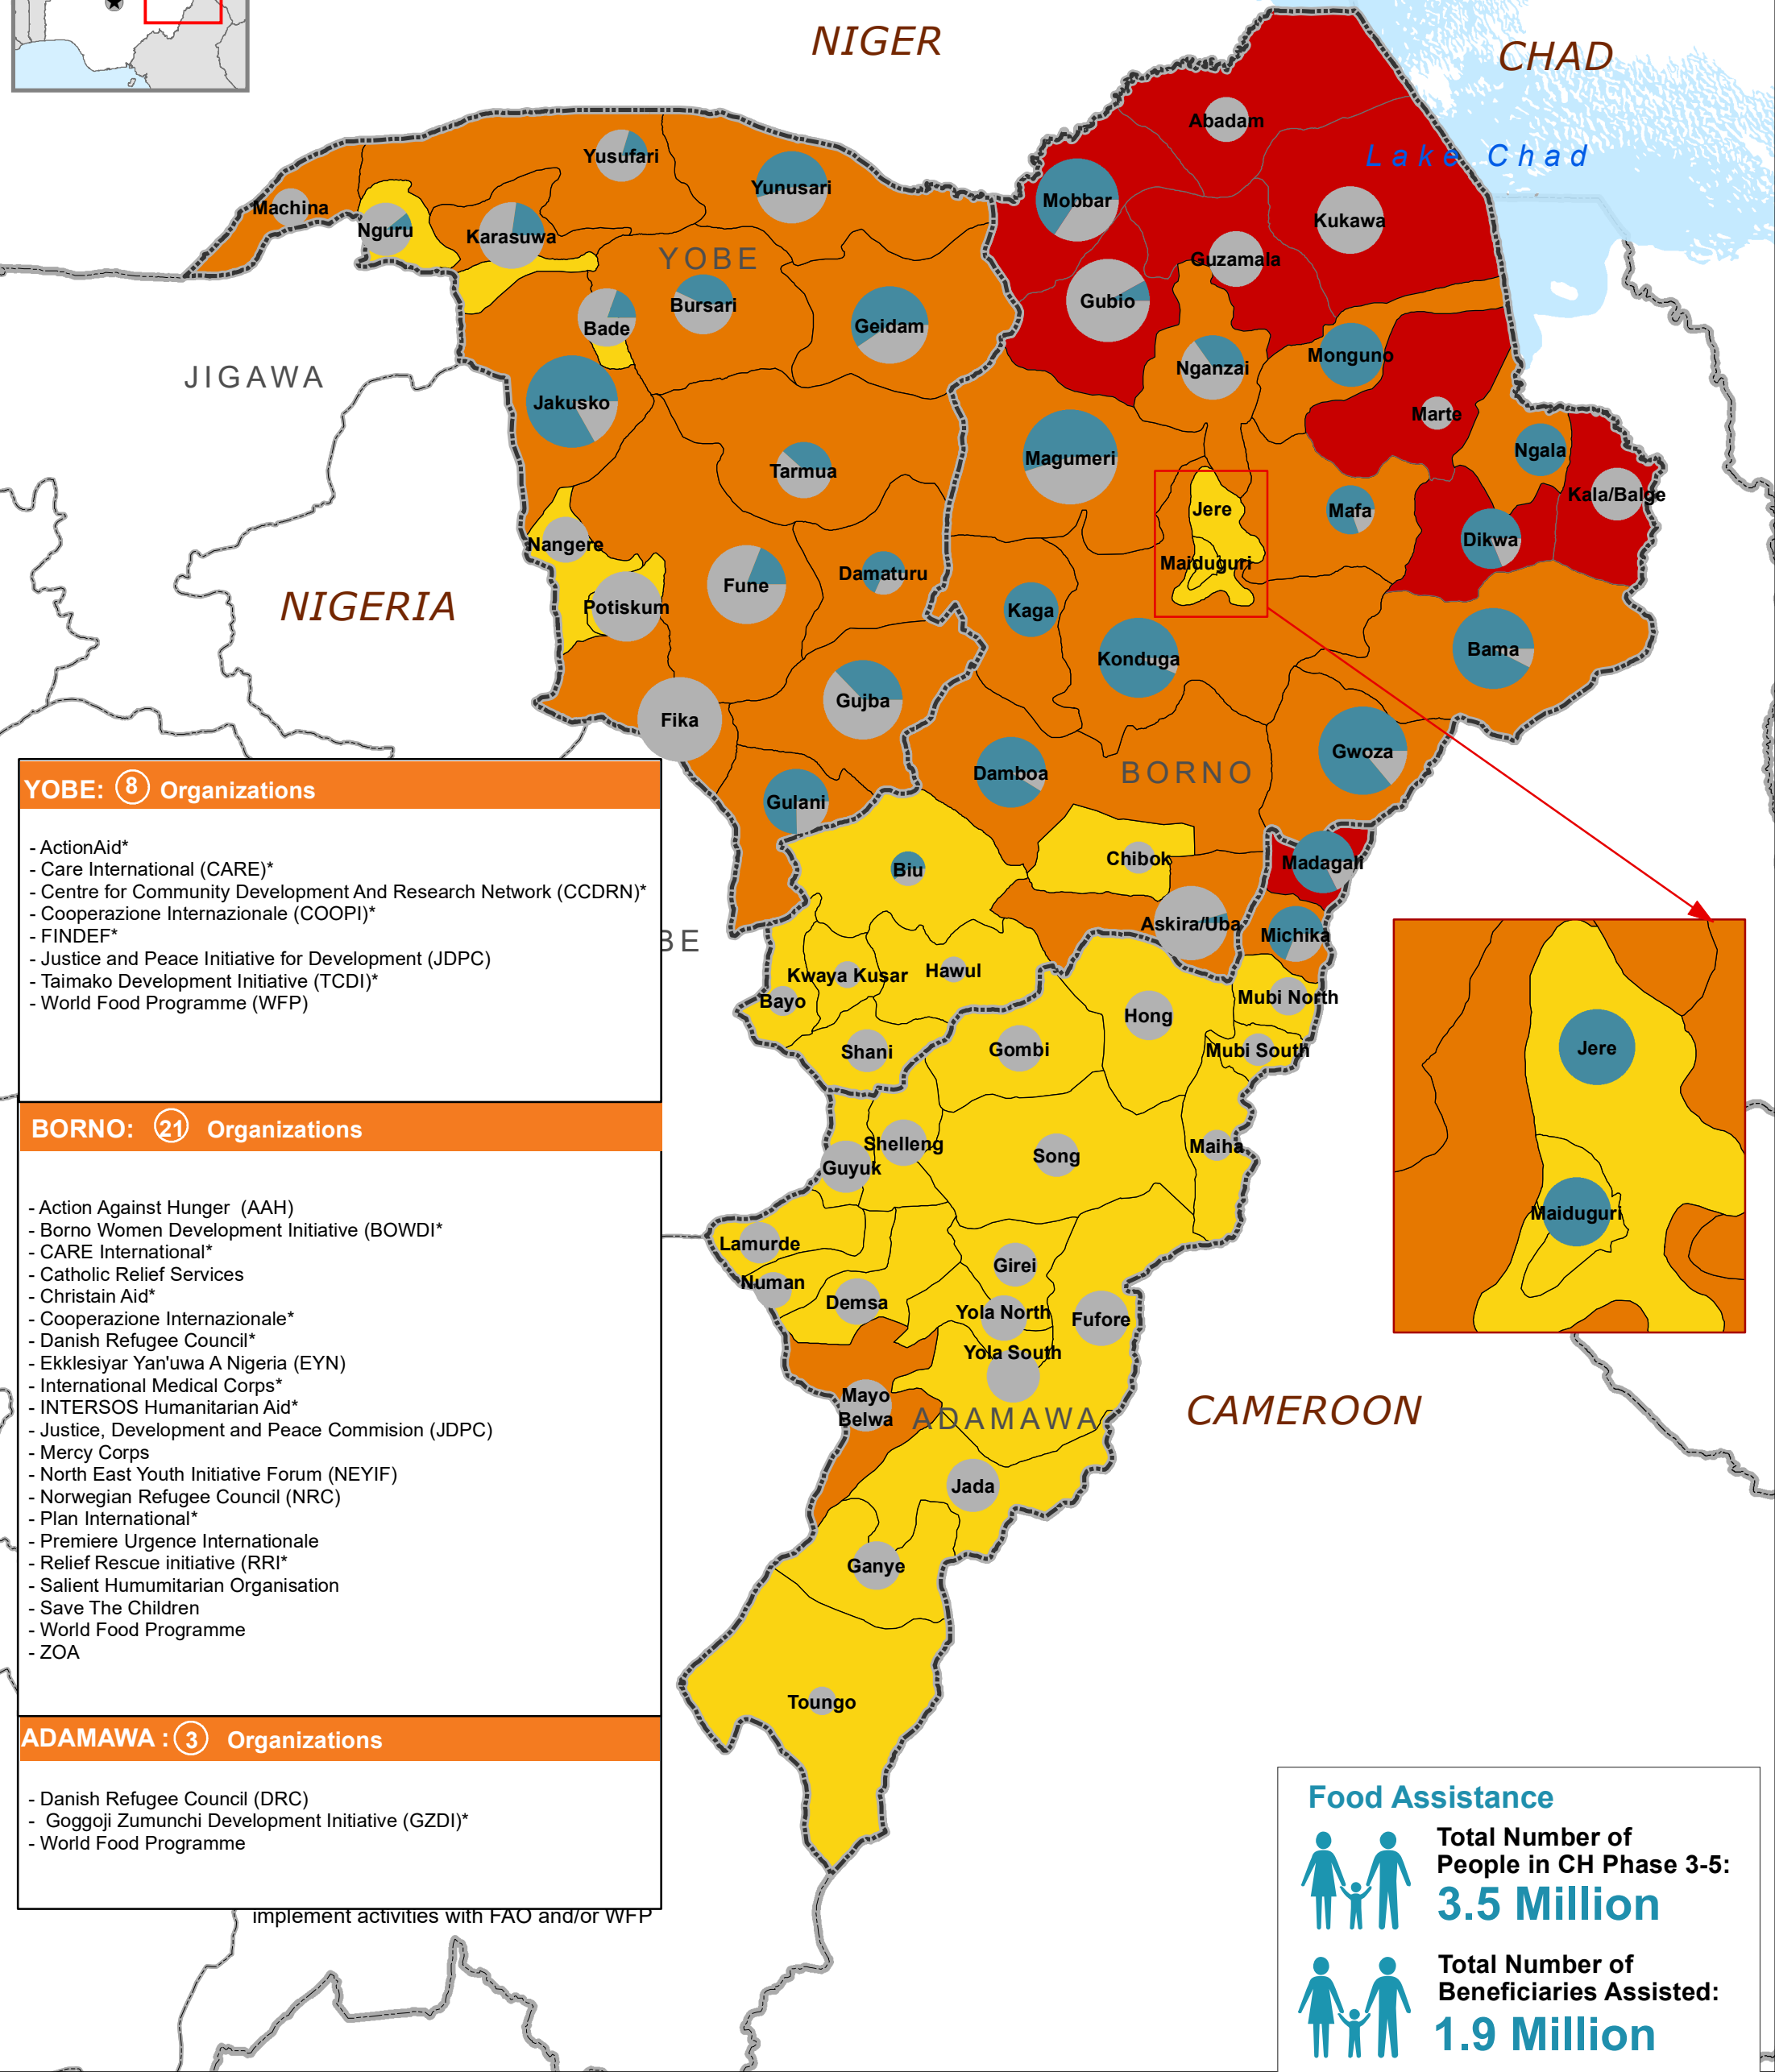 NIGER
CHAD
Abadam
Lake Chad
Yusufari
Yunusari
Mobbar
Machina
Nguru
Karasuwa
Kukawa
YOBE
Guzamala
Bursari
Gubio
Bade
Geidam
JIGAWA
Nganzai
Monguno
Jakusko
Marte
Tarmua
Magumeri
Ngala
Kala/Balge
Jere
Mafa
Nangere
Dikwa
Maiduguri
Fune
Damaturu
NIGERIA
Potiskum
Kaga
Konduga
Bama
Gujba
Fika
Gwoza
Damboa
BORNO
Gulani
Chibok
Madagali
Biu
Askira/Uba
Michika
BE
Kwaya Kusar
Hawul
Bayo
Mubi North
Hong
Shani
Gombi
Mubi South
Jere
Shelleng
Guyuk
Song
Maiha
Maiduguri
Lamurde
Numan
Girei
Demsa
Yola North
Fufore
Yola South
Mayo
Belwa
ADAMAWA
CAMEROON
Jada
Ganye
Toungo
YOBE: 8 Organizations
- ActionAid*
- Care International (CARE)*
- Centre for Community Development And Research Network (CCDRN)*
- Cooperazione Internazionale (COOPI)*
- FINDEF*
- Justice and Peace Initiative for Development (JDPC)
- Taimako Development Initiative (TCDI)*
- World Food Programme (WFP)
BORNO: 21 Organizations
- Action Against Hunger (AAH)
- Borno Women Development Initiative (BOWDI*
- CARE International*
- Catholic Relief Services
- Christain Aid*
- Cooperazione Internazionale*
- Danish Refugee Council*
- Ekklesiyar Yan'uwa A Nigeria (EYN)
- International Medical Corps*
- INTERSOS Humanitarian Aid*
- Justice, Development and Peace Commision (JDPC)
- Mercy Corps
- North East Youth Initiative Forum (NEYIF)
- Norwegian Refugee Council (NRC)
- Plan International*
- Premiere Urgence Internationale
- Relief Rescue initiative (RRI*
- Salient Humumitarian Organisation
- Save The Children
- World Food Programme
- ZOA
ADAMAWA : 3 Organizations
- Danish Refugee Council (DRC)
- Goggoji Zumunchi Development Initiative (GZDI)*
- World Food Programme
implement activities with FAO and/or WFP
Food Assistance
Total Number of
People in CH Phase 3-5:
3.5 Million
Total Number of
Beneficiaries Assisted:
1.9 Million